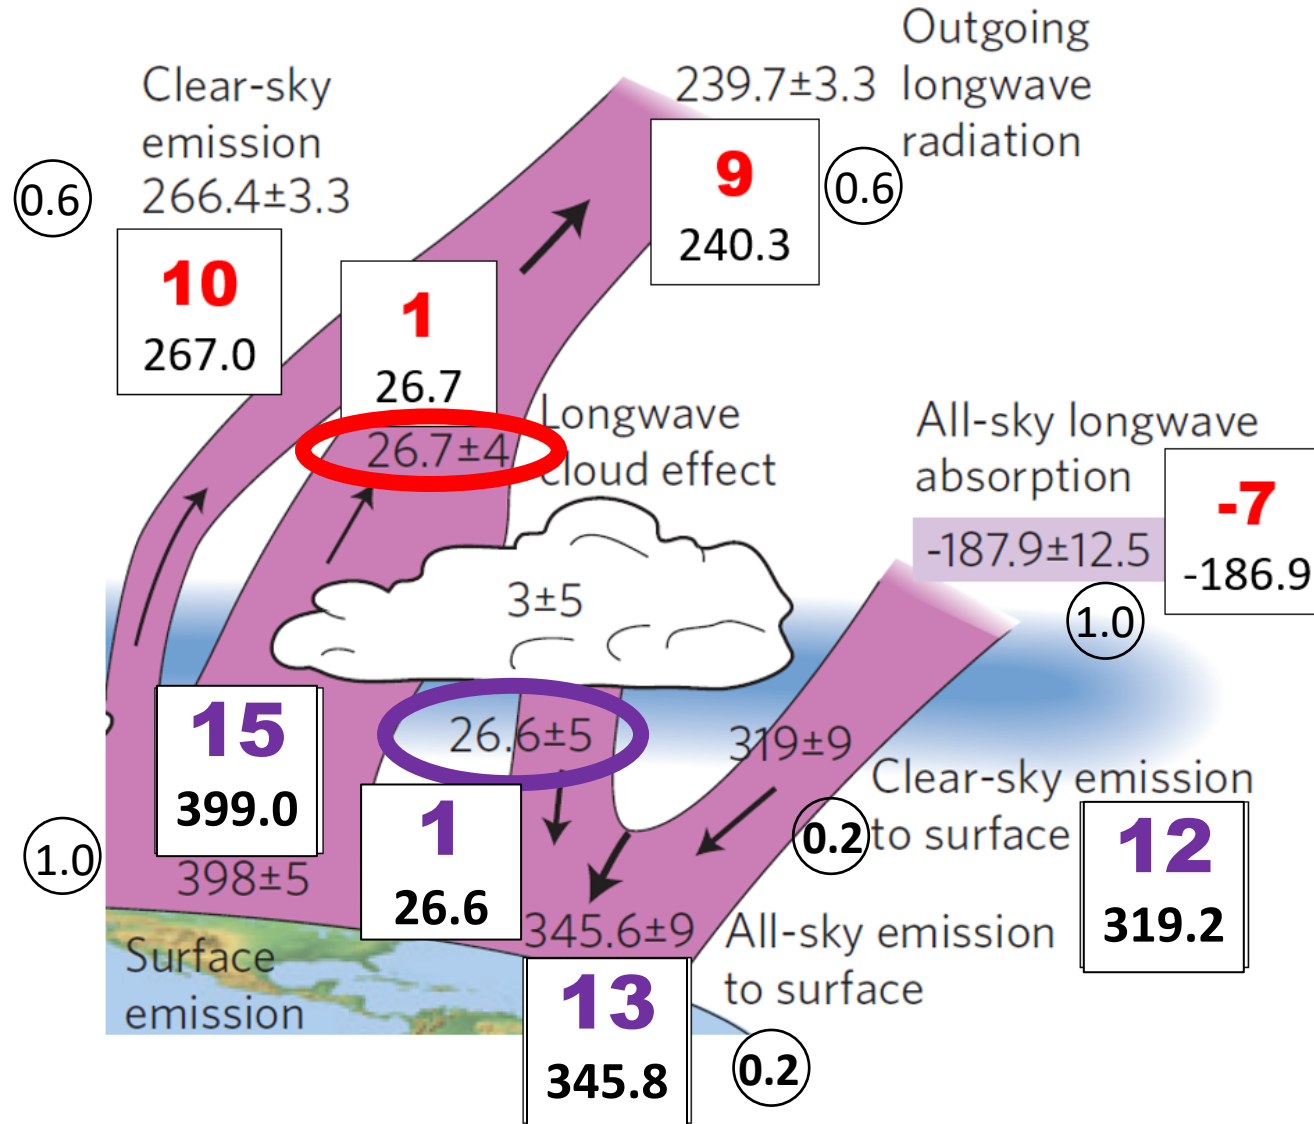 Outgoing
longwave
radiation
239.7±3.3
Clear-sky
emission
266.4±3.3
0.6
9
240.3
0.6
10
267.0
1
26.7
26.7±4
Longwave
cloud effect
All-sky longwave
absorption
-187.9±12.5
-7
-186.9
1.0
3±5
15
399.0
26.6±5
319±9
Clear-sky emission
to surface
0.2
12
319.2
1
26.6
1.0
398±5
345.6±9
All-sky emission
to surface
Surface
emission
13
345.8
0.2